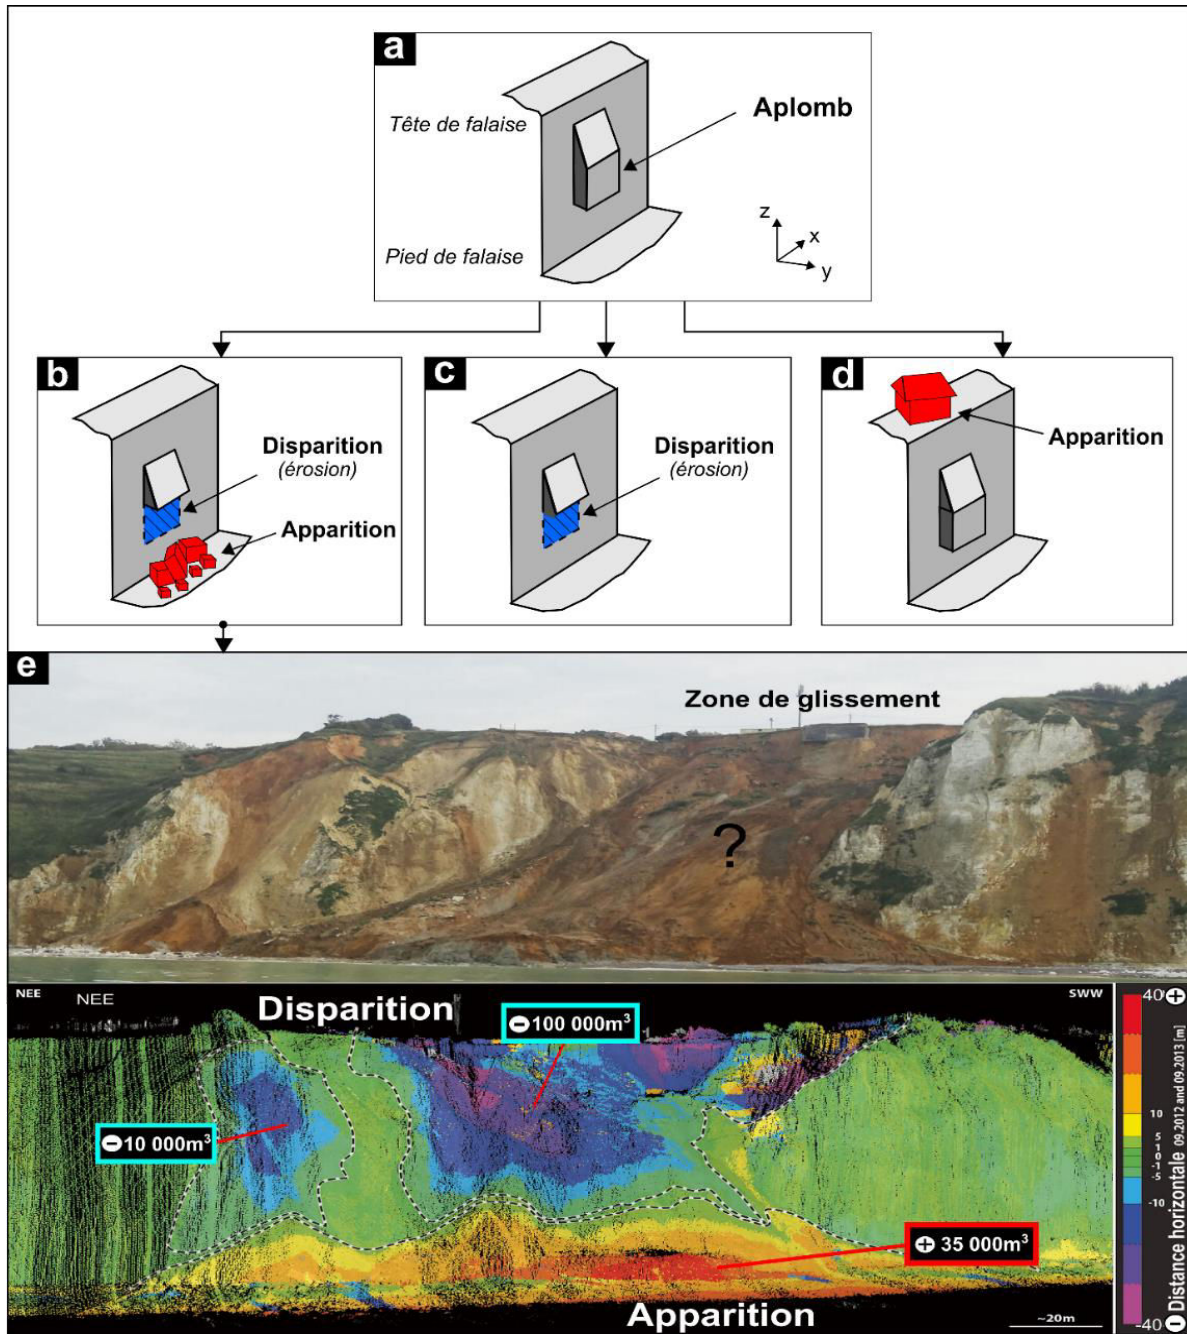 a
Tête de falaise
Aplomb
Pied de falaise
z
x
y
b
Disparition
(érosion)
Apparition
c
Disparition
(érosion)
d
Apparition
e
Zone de glissement
?
NEE
NEE
Disparition
SWW
-100 000m³
-10 000m³
+ 35 000m³
Apparition
~20m
40
+
10
5
1
0
-1
-5
-10
-40
- Distance horizontale 09.2012 and 09.2013 [m]